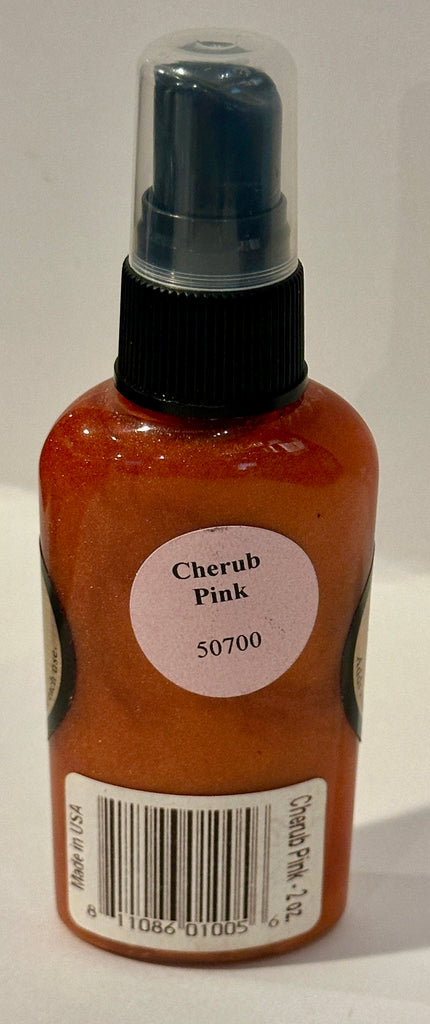 Cherub
Pink
50700
Made in USA
8 11086 01005 6
Cherub Pink • 2 oz.